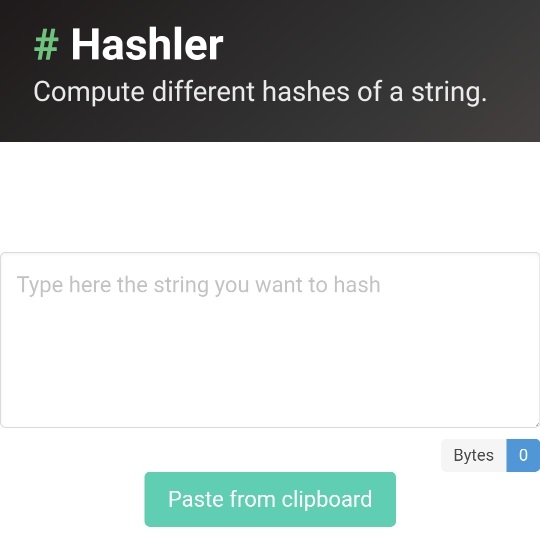 # Hashler
Compute different hashes of a string.
Type here the string you want to hash
Bytes 0
Paste from clipboard